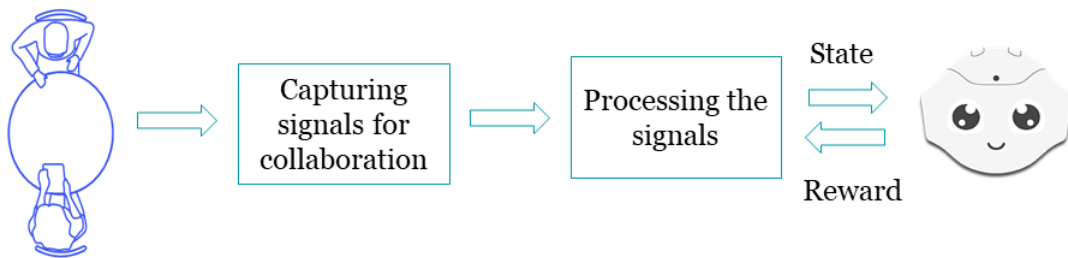 Capturing
signals for
collaboration
Processing the
signals
State
Reward